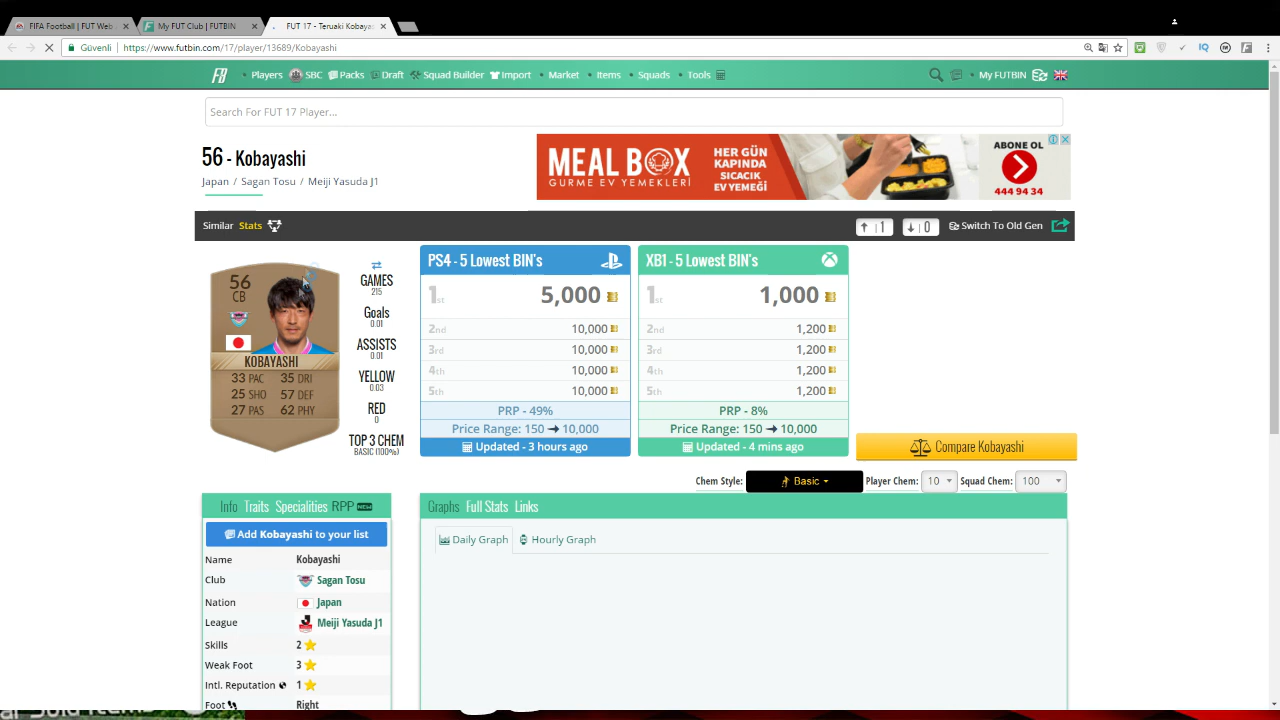 FIFA Football | FUT Web
My FUT Club | FUTBIN
FUT 17 - Teruaki Kobayas
Güvenli https://www.futbin.com/17/player/13689/Kobayashi
FB Players SBC Packs Draft Squad Builder Import Market Items Squads Tools My FUTBIN
Search For FUT 17 Player...
56 - Kobayashi
Japan / Sagan Tosu / Meiji Yasuda J1
MEAL BOX
GURME EV YEMEKLERİ
HER GÜN
KAPINDA
SICACIK
EV YEMEĞİ
ABONE OL
444 94 34
Similar Stats
1
0
Switch To Old Gen
56
CB
KOBAYASHI
33 PAC 35 DRI
25 SHO 57 DEF
27 PAS 62 PHY
GAMES
215
Goals
0.01
ASSISTS
0.01
YELLOW
0.03
RED
0
TOP 3 CHEM
BASIC (100%)
PS4 - 5 Lowest BIN's
1st 5,000
2nd 10,000
3rd 10,000
4th 10,000
5th 10,000
PRP - 49%
Price Range: 150 → 10,000
Updated - 3 hours ago
XB1 - 5 Lowest BIN's
1st 1,000
2nd 1,200
3rd 1,200
4th 1,200
5th 1,200
PRP - 8%
Price Range: 150 → 10,000
Updated - 4 mins ago
Compare Kobayashi
Chem Style: Basic Player Chem: 10 Squad Chem: 100
Info Traits Specialities RPP NEW
Add Kobayashi to your list
Name Kobayashi
Club Sagan Tosu
Nation Japan
League Meiji Yasuda J1
Skills 2
Weak Foot 3
Intl. Reputation 1
Foot Right
Graphs Full Stats Links
Daily Graph Hourly Graph